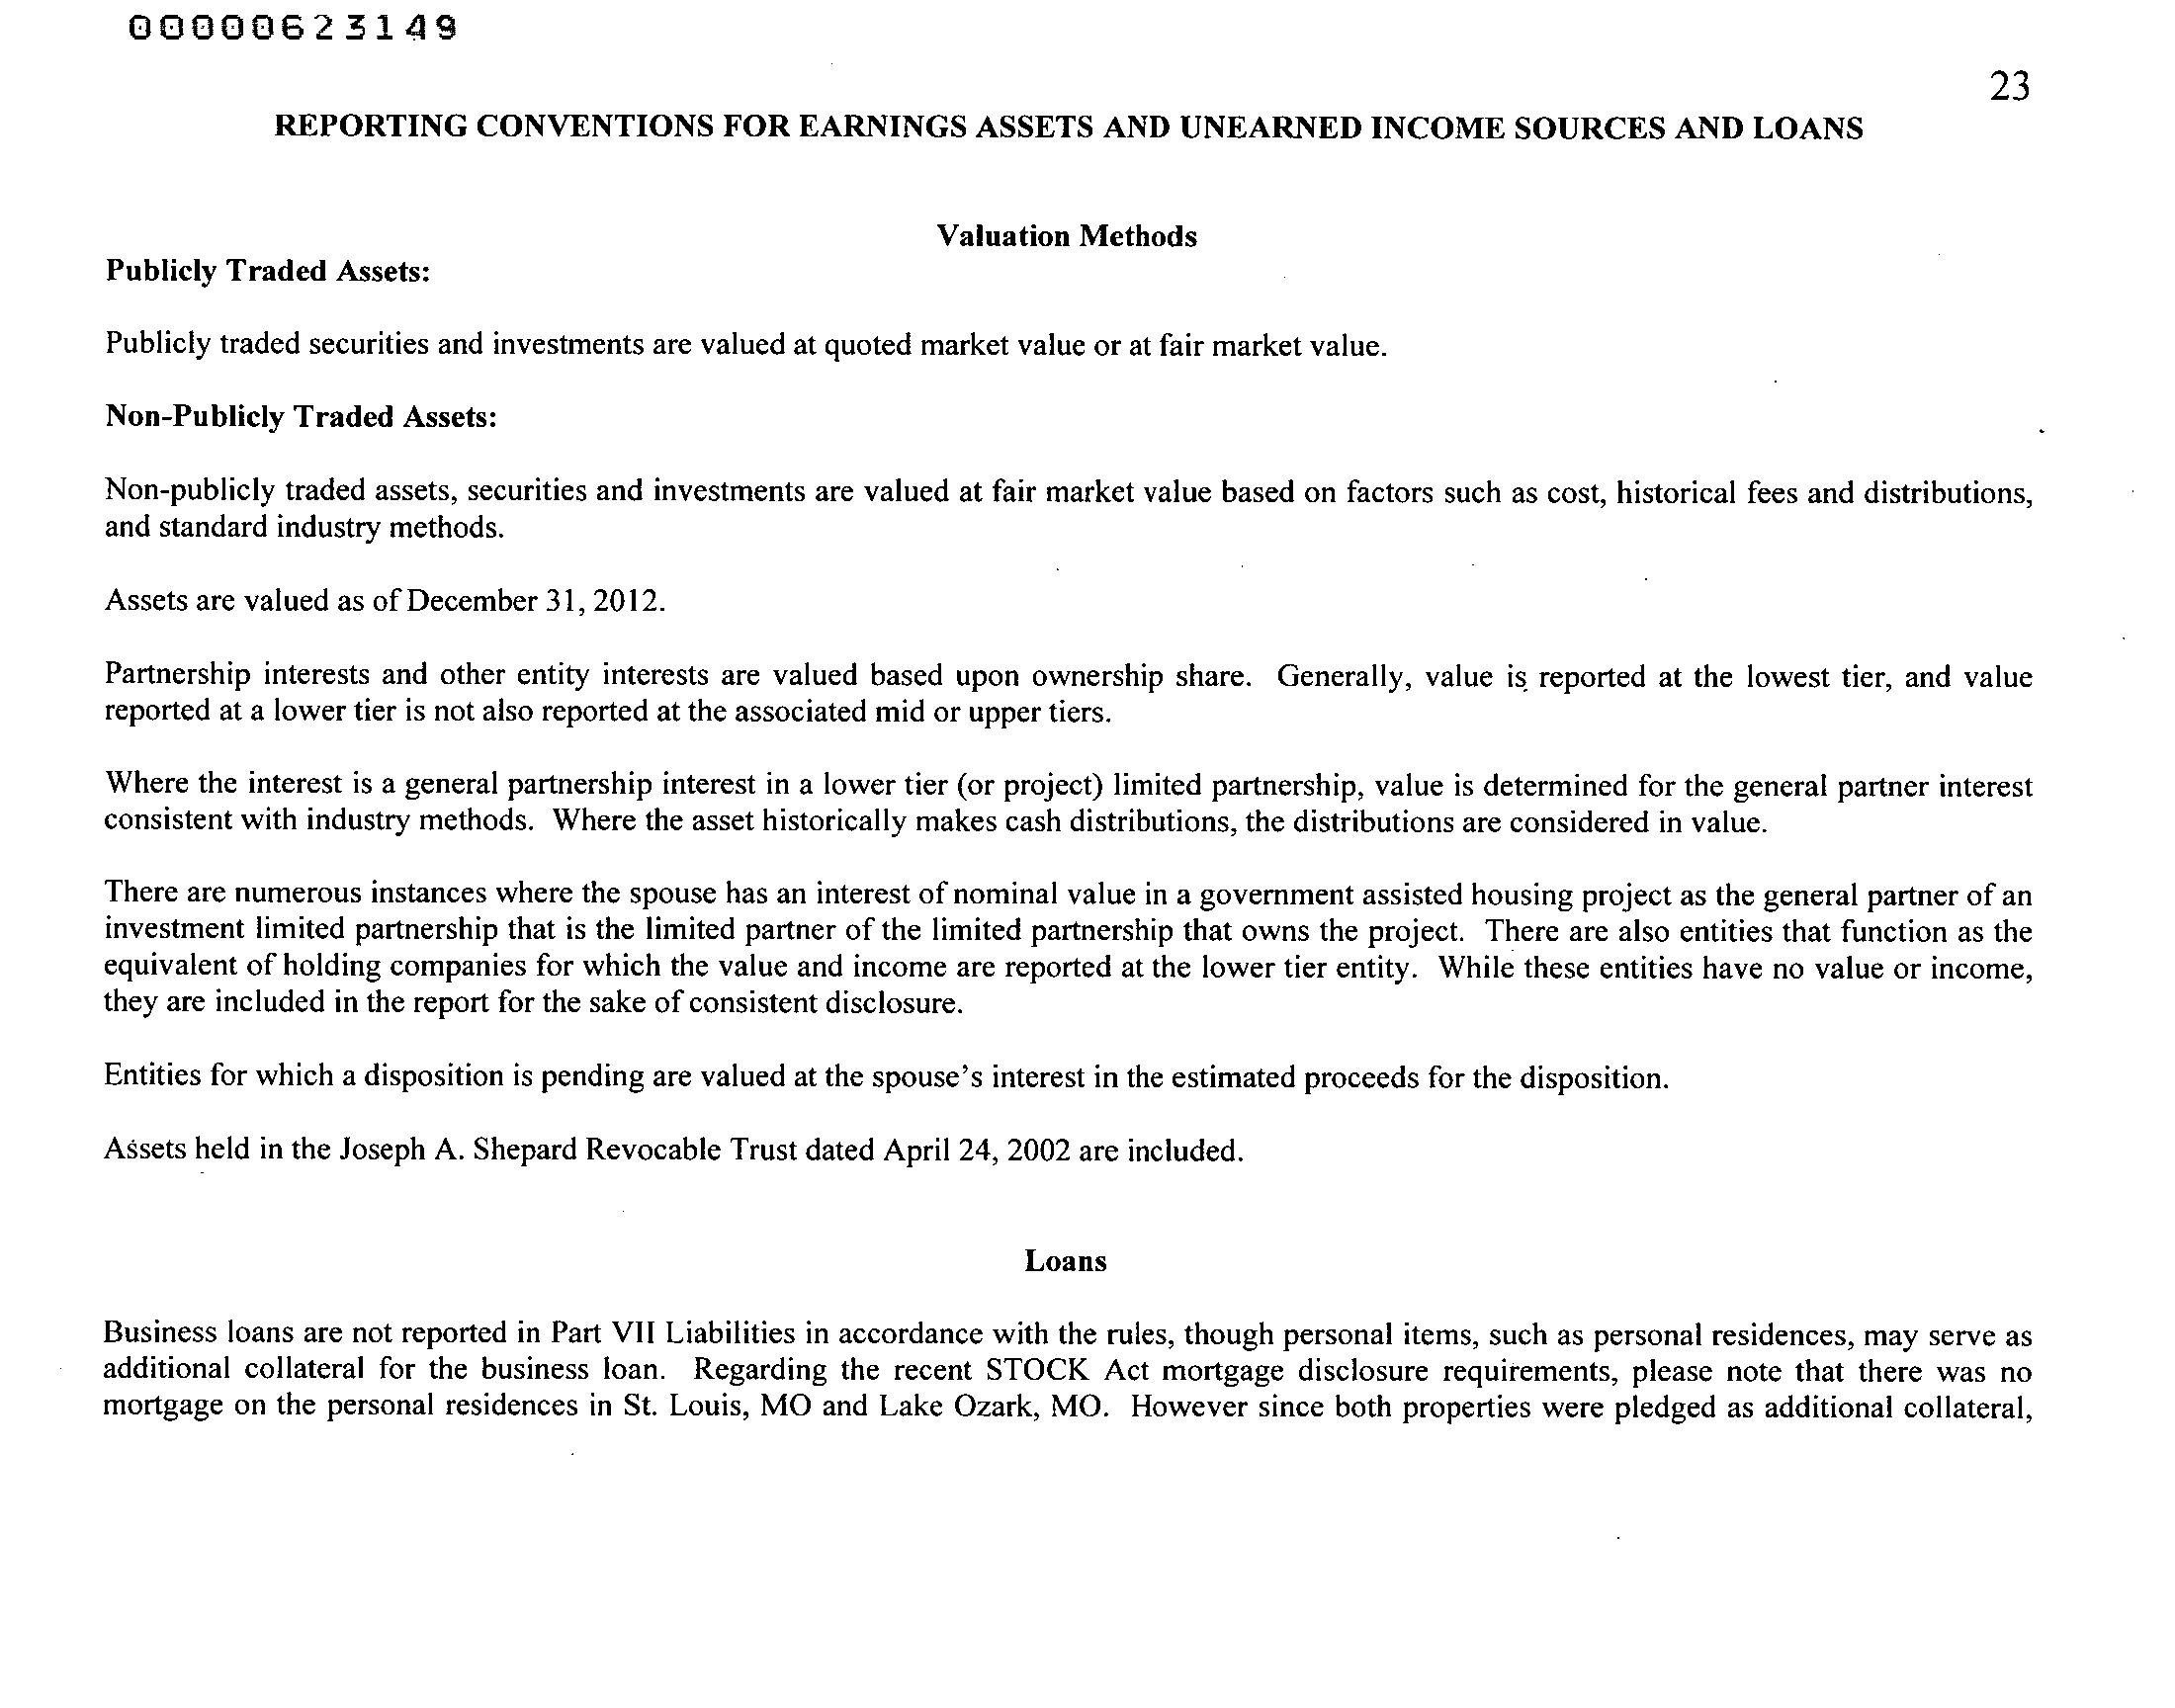 00000623149
23
REPORTING CONVENTIONS FOR EARNINGS ASSETS AND UNEARNED INCOME SOURCES AND LOANS
Valuation Methods
Publicly Traded Assets:
Publicly traded securities and investments are valued at quoted market value or at fair market value.
Non-Publicly Traded Assets:
Non-publicly traded assets, securities and investments are valued at fair market value based on factors such as cost, historical fees and distributions,
and standard industry methods.
Assets are valued as of December 31, 2012.
Partnership interests and other entity interests are valued based upon ownership share. Generally, value is reported at the lowest tier, and value
reported at a lower tier is not also reported at the associated mid or upper tiers.
Where the interest is a general partnership interest in a lower tier (or project) limited partnership, value is determined for the general partner interest
consistent with industry methods. Where the asset historically makes cash distributions, the distributions are considered in value.
There are numerous instances where the spouse has an interest of nominal value in a government assisted housing project as the general partner of an
investment limited partnership that is the limited partner of the limited partnership that owns the project. There are also entities that function as the
equivalent of holding companies for which the value and income are reported at the lower tier entity. While these entities have no value or income,
they are included in the report for the sake of consistent disclosure.
Entities for which a disposition is pending are valued at the spouse's interest in the estimated proceeds for the disposition.
Assets held in the Joseph A. Shepard Revocable Trust dated April 24, 2002 are included.
Loans
Business loans are not reported in Part VII Liabilities in accordance with the rules, though personal items, such as personal residences, may serve as
additional collateral for the business loan. Regarding the recent STOCK Act mortgage disclosure requirements, please note that there was no
mortgage on the personal residences in St. Louis, MO and Lake Ozark, MO. However since both properties were pledged as additional collateral,